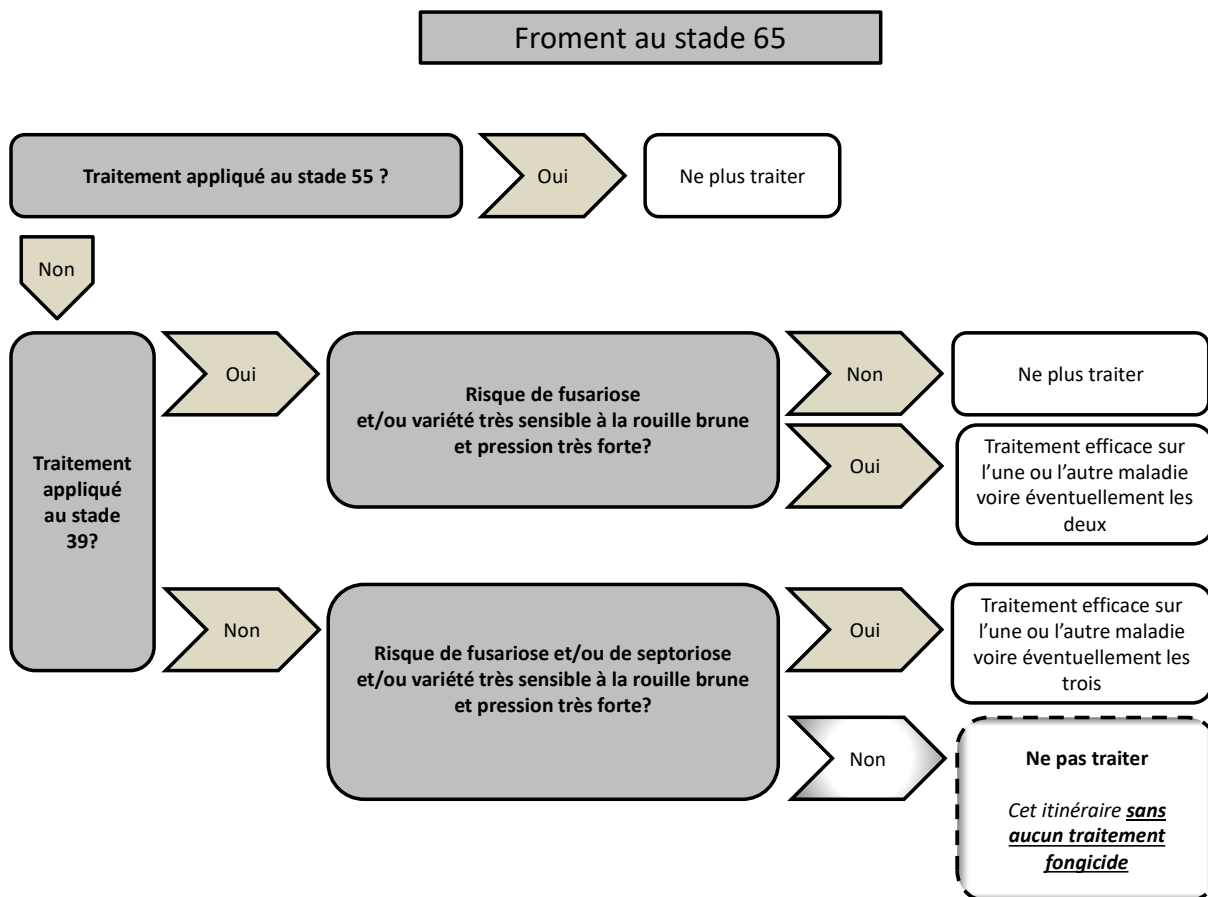 Froment au stade 65
Traitement appliqué au stade 55 ?
Oui
Ne plus traiter
Non
Traitement
appliqué
au stade
39?
Oui
Risque de fusariose
et/ou variété très sensible à la rouille brune
et pression très forte?
Non
Ne plus traiter
Oui
Traitement efficace sur
l’une ou l’autre maladie
voire éventuellement les
deux
Non
Risque de fusariose et/ou de septoriose
et/ou variété très sensible à la rouille brune
et pression très forte?
Oui
Traitement efficace sur
l’une ou l’autre maladie
voire éventuellement les
trois
Non
Ne pas traiter
Cet itinéraire sans
aucun traitement
fongicide